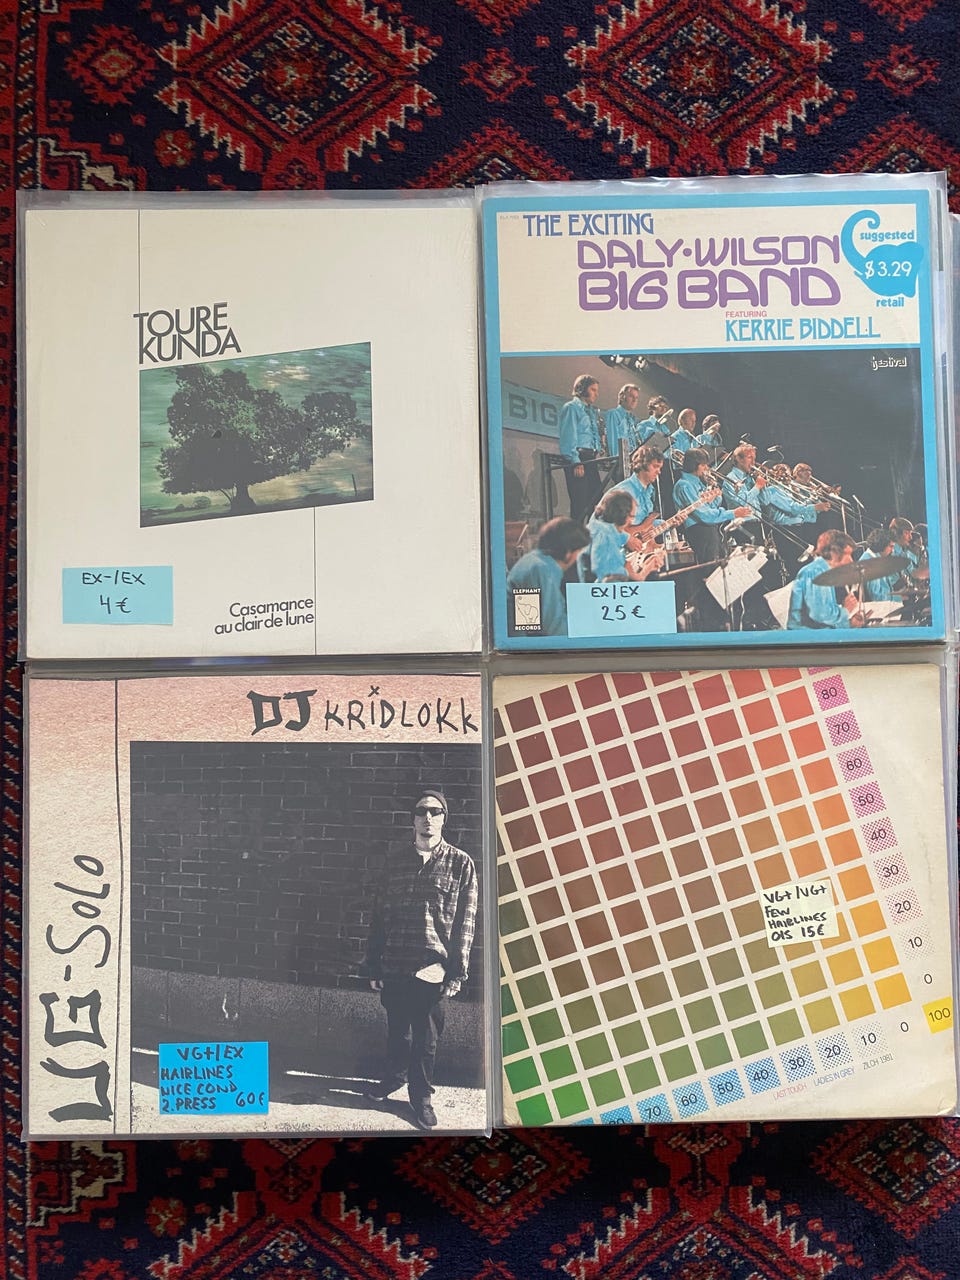 TOURE
KUNDA
EX-/EX
4€
Casamance
au clair de lune
THE EXCITING
DALY·WILSON
BIG BAND
FEATURING
KERRIE BIDDELL
suggested
$3.29
retail
Festival
BIG
ELEPHANT
RECORDS
EX/EX
25€
DJ KRIDLOKK
UG-SOLO
VG+/EX
HAIRLINES
NICE COND
2. PRESS 60€
80
70
60
50
40
30
20
10
0
100
0
10
20
30
40
50
60
70
80
VG+/VG+
FEW
HAIRLINES
OIS 15€
LAST TOUCH LADIES'N GREY ZILCH 1981